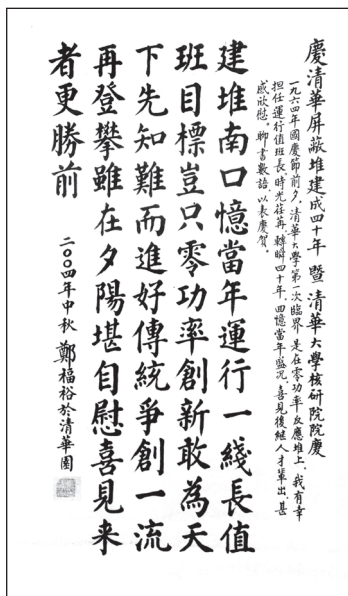 慶清華屏蔽堆建成四十年暨清華大學核研院院慶
一九六四年國慶節前夕，清華大學第一次臨界，是在零功率反應堆上，我有幸
担任運行值班長，時光荏苒，轉瞬四十年，回憶當年盛況，喜見後繼人才輩出，甚
感欣慰。聊書數語，以表慶賀。
建堆南口憶當年運行一綫長值
班目標豈只零功率創新敢為天
下先知難而進好傳統爭創一流
再登攀雖在夕陽堪自慰喜見来
者更勝前
二〇〇四年中秋 鄭福裕於清華園